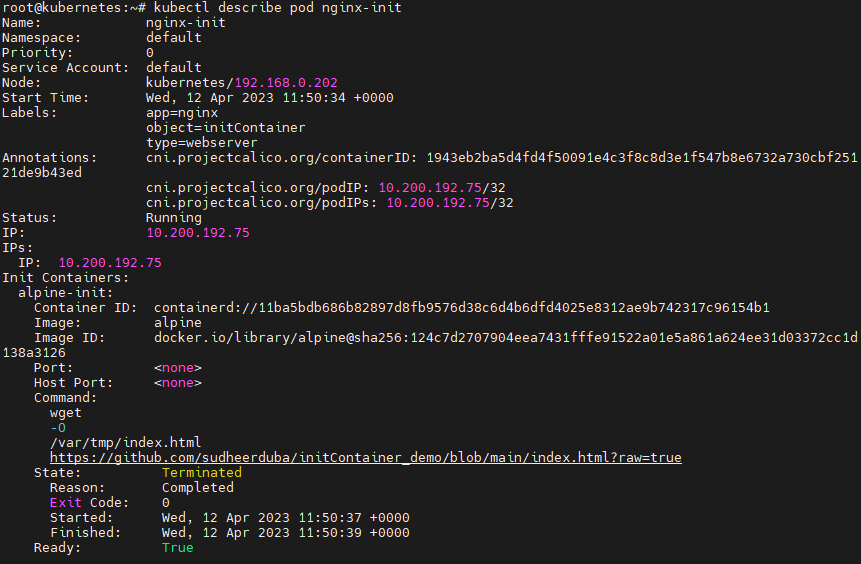 root@kubernetes:~# kubectl describe pod nginx-init
Name:             nginx-init
Namespace:        default
Priority:         0
Service Account:  default
Node:             kubernetes/192.168.0.202
Start Time:       Wed, 12 Apr 2023 11:50:34 +0000
Labels:           app=nginx
                  object=initContainer
                  type=webserver
Annotations:      cni.projectcalico.org/containerID: 1943eb2ba5d4fd4f50091e4c3f8c8d3e1f547b8e6732a730cbf251
21de9b43ed
                  cni.projectcalico.org/podIP: 10.200.192.75/32
                  cni.projectcalico.org/podIPs: 10.200.192.75/32
Status:           Running
IP:               10.200.192.75
IPs:
  IP:  10.200.192.75
Init Containers:
  alpine-init:
    Container ID:  containerd://11ba5bdb686b82897d8fb9576d38c6d4b6dfd4025e8312ae9b742317c96154b1
    Image:         alpine
    Image ID:      docker.io/library/alpine@sha256:124c7d2707904eea7431fffe91522a01e5a861a624ee31d03372cc1d
138a3126
    Port:          <none>
    Host Port:     <none>
    Command:
      wget
      -O
      /var/tmp/index.html
      https://github.com/sudheerduba/initContainer_demo/blob/main/index.html?raw=true
    State:          Terminated
      Reason:       Completed
      Exit Code:    0
      Started:      Wed, 12 Apr 2023 11:50:37 +0000
      Finished:     Wed, 12 Apr 2023 11:50:39 +0000
    Ready:          True